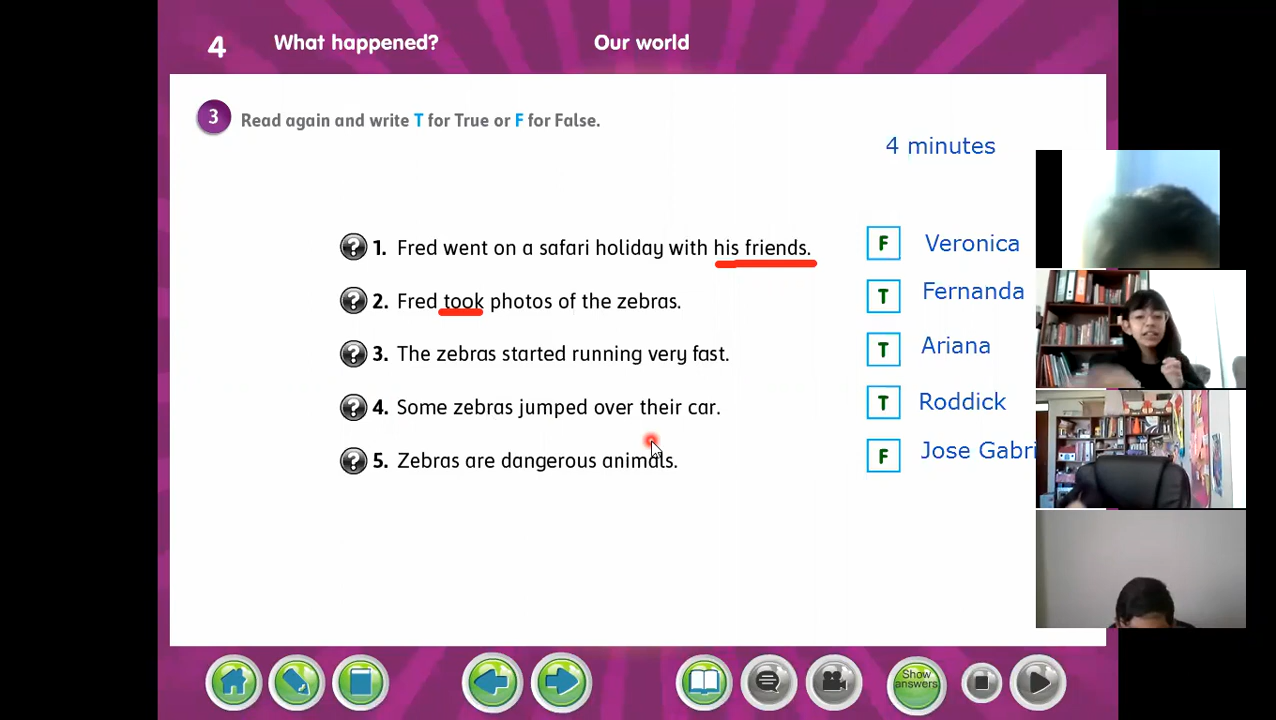 4 What happened? Our world
3 Read again and write T for True or F for False.
4 minutes
1. Fred went on a safari holiday with his friends. F Veronica
2. Fred took photos of the zebras. T Fernanda
3. The zebras started running very fast. T Ariana
4. Some zebras jumped over their car. T Roddick
5. Zebras are dangerous animals. F Jose Gabri
Show
answers